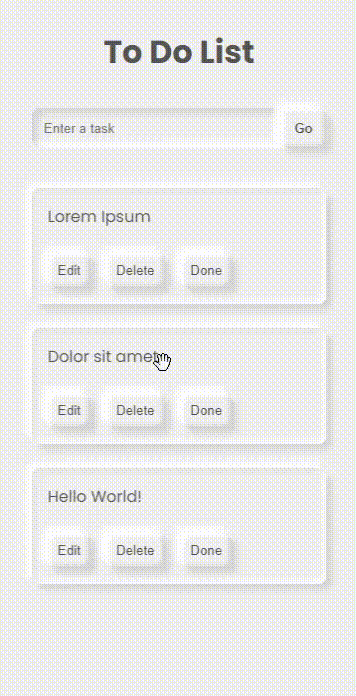 To Do List
Enter a task
Go
Lorem Ipsum
Edit Delete Done
Dolor sit amet
Edit Delete Done
Hello World!
Edit Delete Done